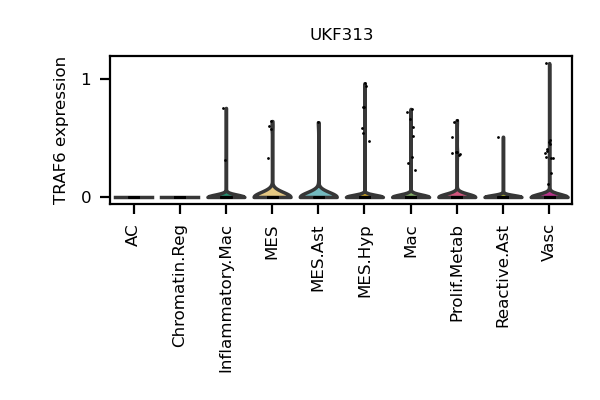 UKF313
TRAF6 expression
1
0
AC
Chromatin.Reg
Inflammatory.Mac
MES
MES.Ast
MES.Hyp
Mac
Prolif.Metab
Reactive.Ast
Vasc